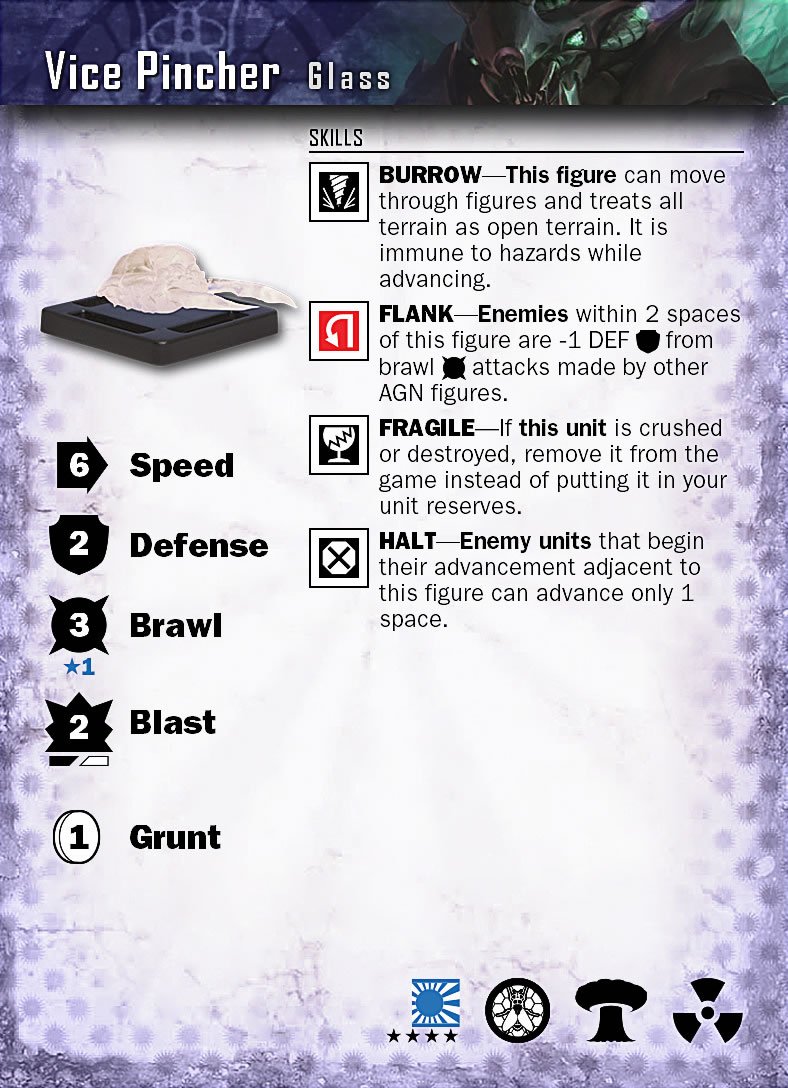 Vice Pincher Glass
SKILLS
BURROW—This figure can move
through figures and treats all
terrain as open terrain. It is
immune to hazards while
advancing.
FLANK—Enemies within 2 spaces
of this figure are -1 DEF from
brawl attacks made by other
AGN figures.
FRAGILE—If this unit is crushed
or destroyed, remove it from the
game instead of putting it in your
unit reserves.
HALT—Enemy units that begin
their advancement adjacent to
this figure can advance only 1
space.
6 Speed
2 Defense
3 Brawl
★1
2 Blast
1 Grunt
★★★★